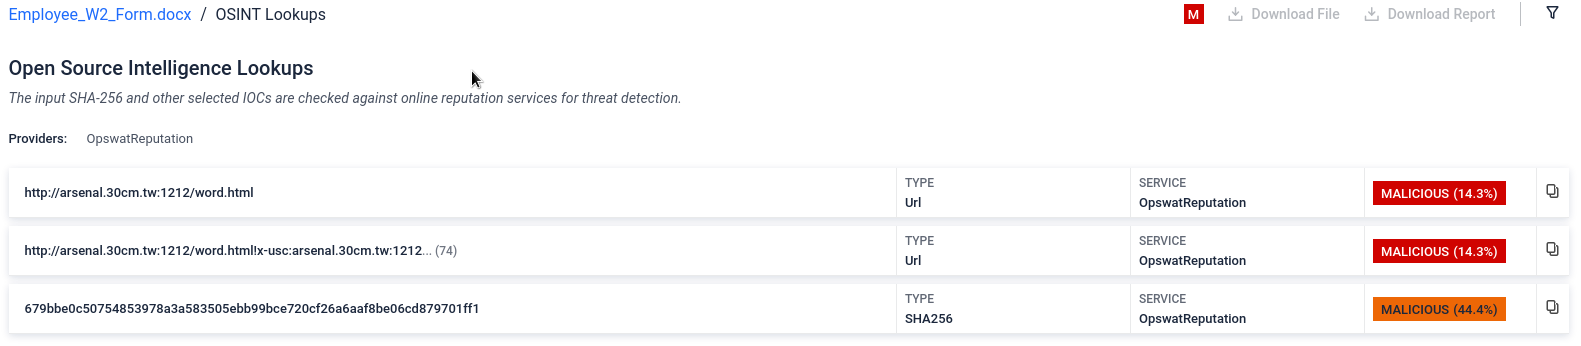 Employee_W2_Form.docx / OSINT Lookups
M Download File Download Report
Open Source Intelligence Lookups
The input SHA-256 and other selected IOCs are checked against online reputation services for threat detection.
Providers: OpswatReputation
http://arsenal.30cm.tw:1212/word.html
TYPE
Url
SERVICE
OpswatReputation
MALICIOUS (14.3%)
http://arsenal.30cm.tw:1212/word.html!x-usc:arsenal.30cm.tw:1212... (74)
TYPE
Url
SERVICE
OpswatReputation
MALICIOUS (14.3%)
679bbe0c50754853978a3a583505ebb99bce720cf26a6aaf8be06cd879701ff1
TYPE
SHA256
SERVICE
OpswatReputation
MALICIOUS (44.4%)